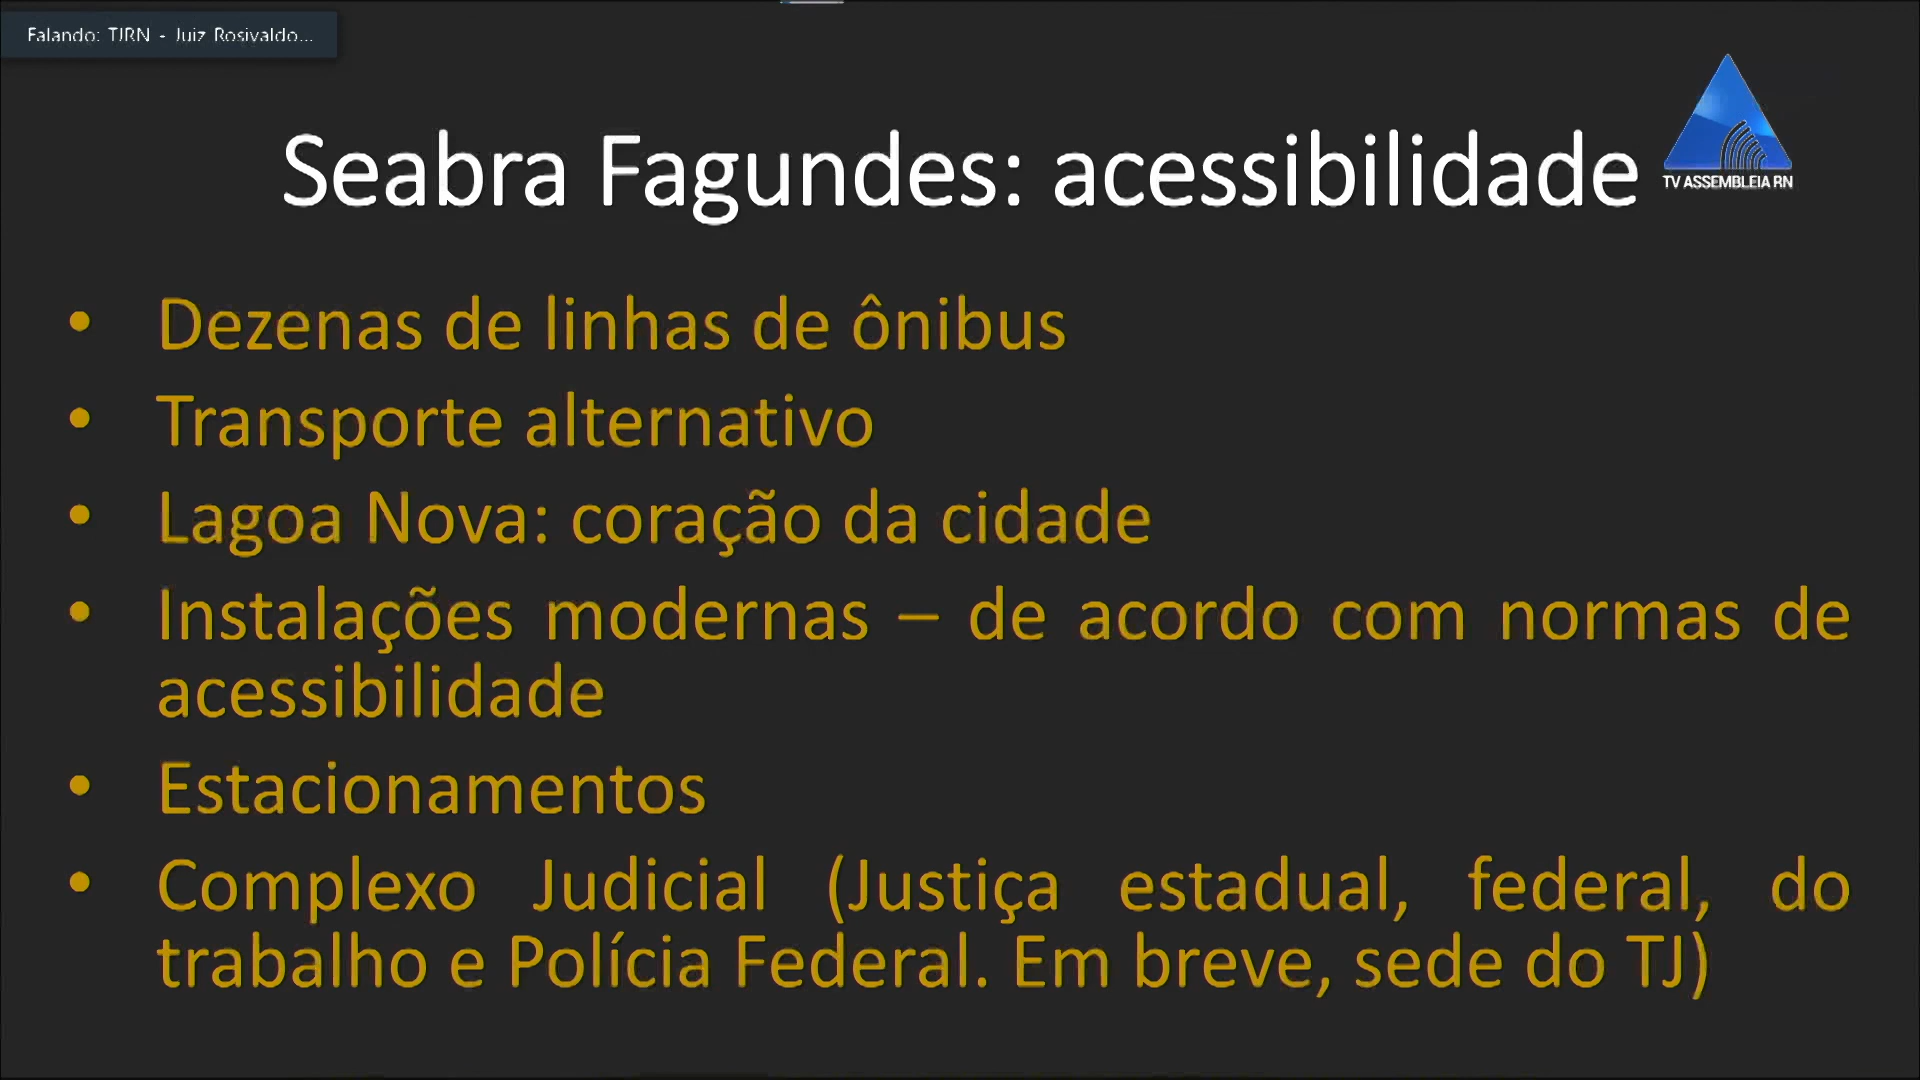 Falando: TJRN - Juiz Rosivaldo...
Seabra Fagundes: acessibilidade
TV ASSEMBLEIA RN
• Dezenas de linhas de ônibus
• Transporte alternativo
• Lagoa Nova: coração da cidade
• Instalações modernas – de acordo com normas de
acessibilidade
• Estacionamentos
• Complexo Judicial (Justiça estadual, federal, do
trabalho e Polícia Federal. Em breve, sede do TJ)